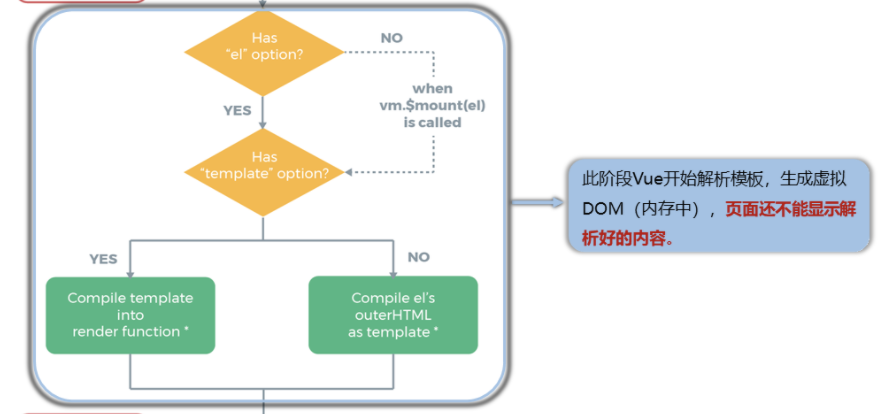 Has
“el” option?
NO
when
vm.$mount(el)
is called
YES
Has
“template” option?
YES
NO
Compile template
into
render function *
Compile el’s
outerHTML
as template *
此阶段Vue开始解析模板，生成虚拟
DOM（内存中），页面还不能显示解
析好的内容。